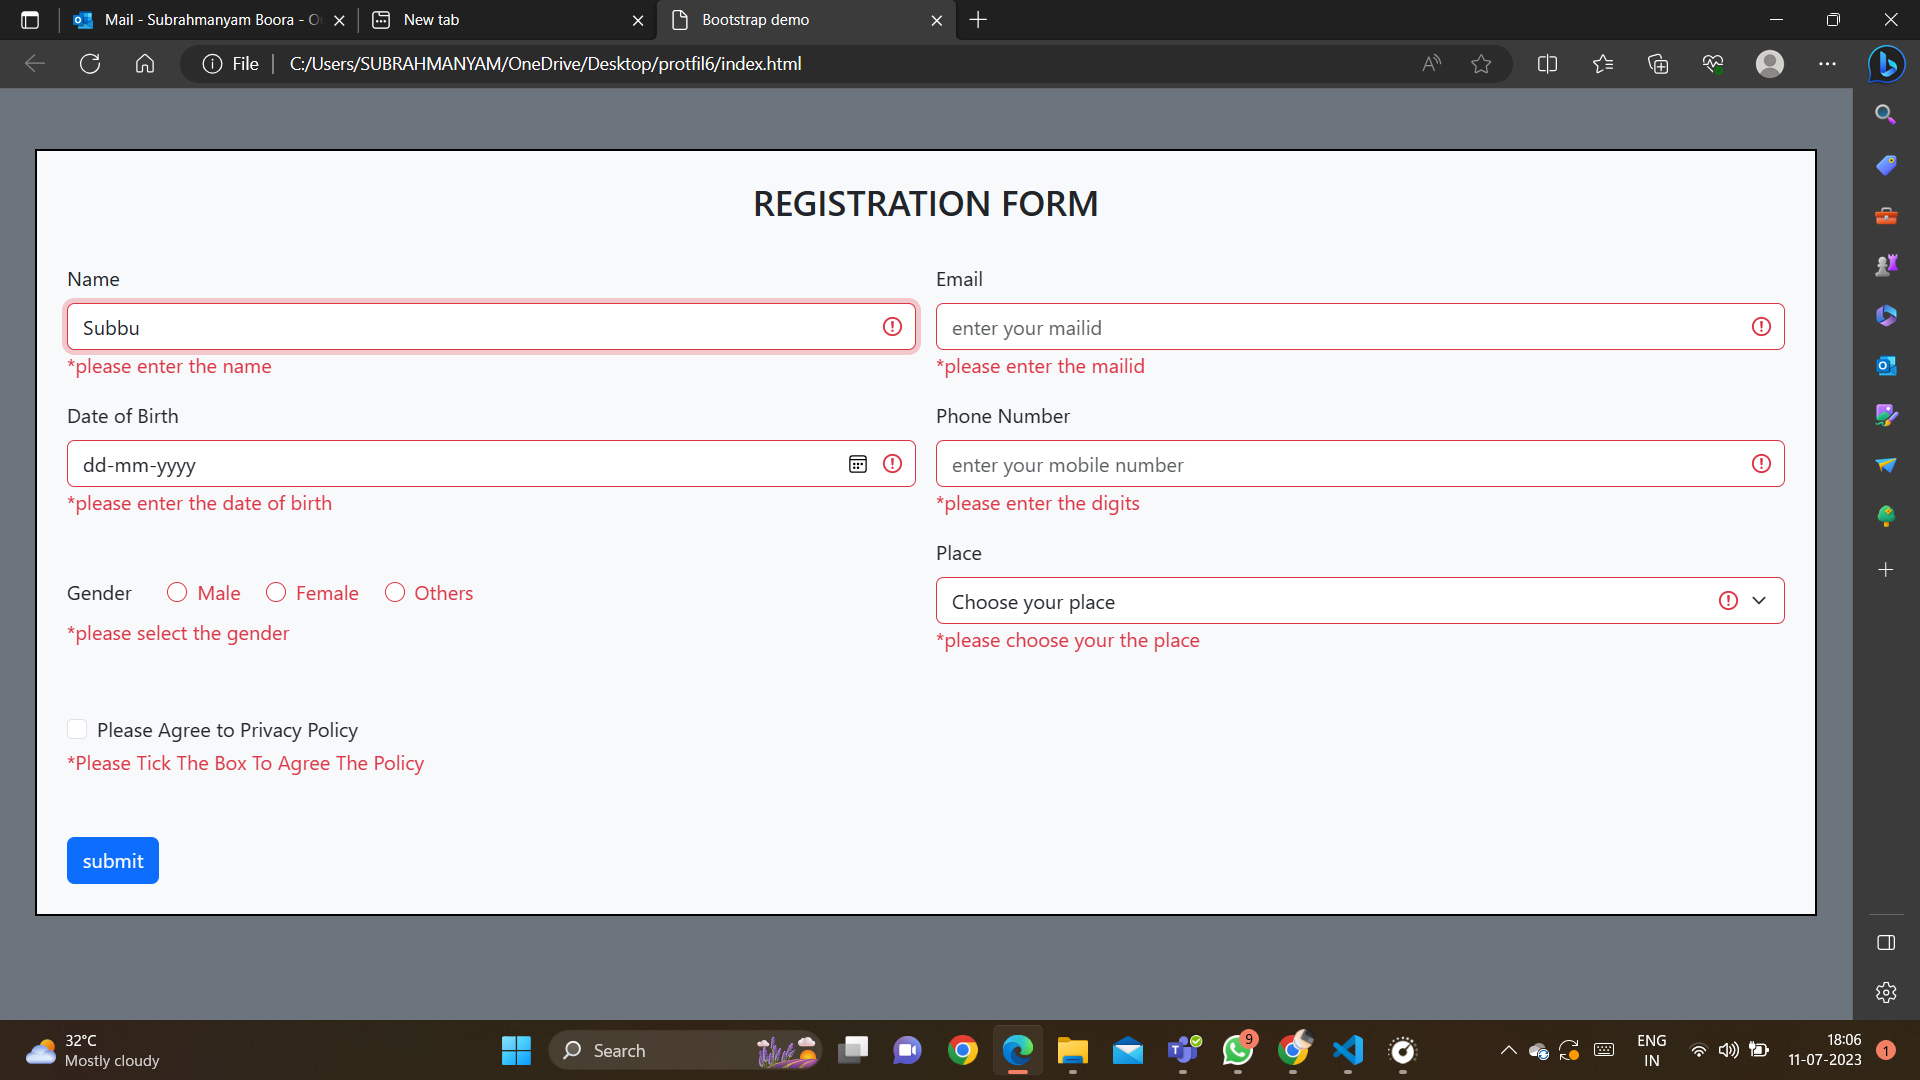 Mail - Subrahmanyam Boora - O
New tab
Bootstrap demo
File
C:/Users/SUBRAHMANYAM/OneDrive/Desktop/protfil6/index.html
REGISTRATION FORM
Name
Email
Subbu
enter your mailid
*please enter the name
*please enter the mailid
Date of Birth
Phone Number
dd-mm-yyyy
enter your mobile number
*please enter the date of birth
*please enter the digits
Place
Gender Male Female Others
Choose your place
*please select the gender
*please choose your the place
Please Agree to Privacy Policy
*Please Tick The Box To Agree The Policy
submit
32°C
Mostly cloudy
Search
9
ENG
IN
18:06
11-07-2023
1